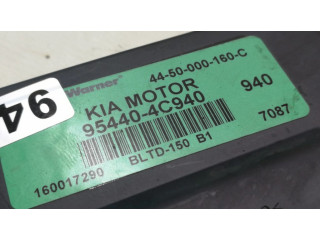 Warner
44-50-000-160-C
94
KIA MOTOR
940
95440-4C940
7087
BLTD-150 B1
160017290